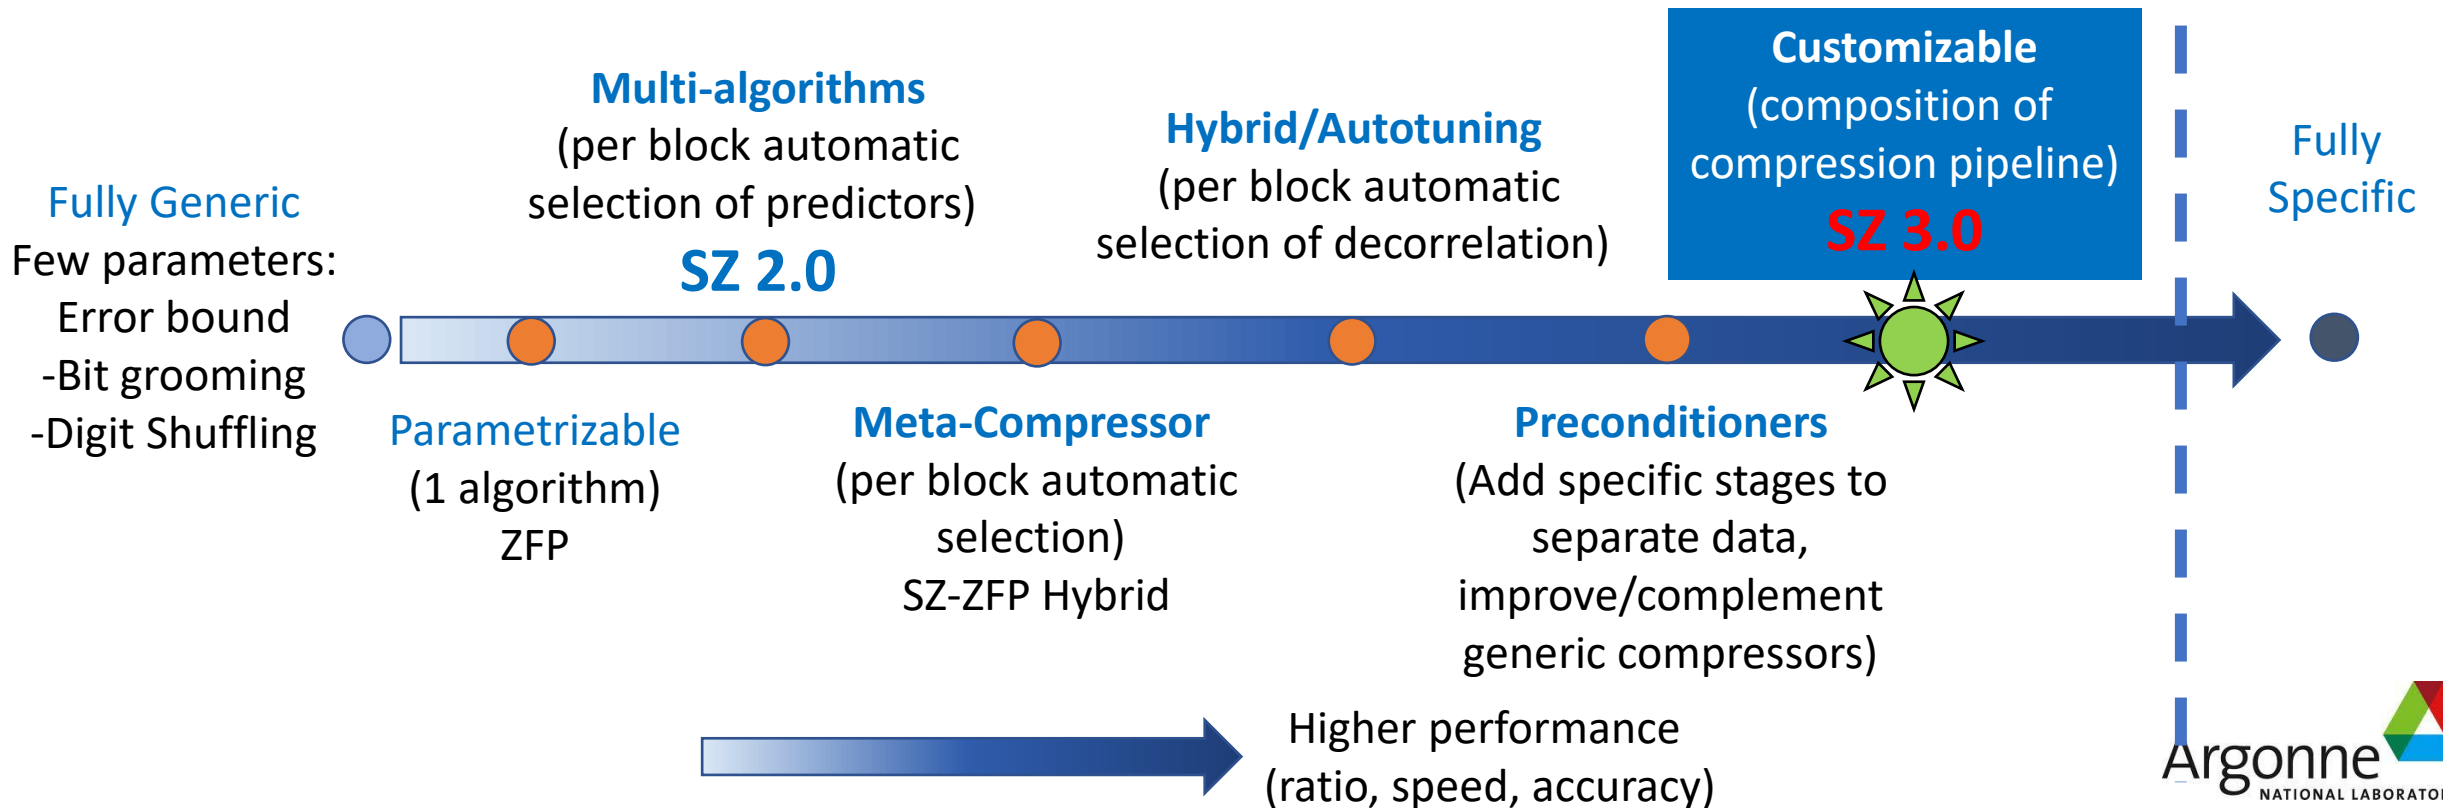 Fully Generic
Few parameters:
Error bound
-Bit grooming
-Digit Shuffling
Parametrizable
(1 algorithm)
ZFP
Multi-algorithms
(per block automatic
selection of predictors)
SZ 2.0
Meta-Compressor
(per block automatic
selection)
SZ-ZFP Hybrid
Hybrid/Autotuning
(per block automatic
selection of decorrelation)
Preconditioners
(Add specific stages to
separate data,
improve/complement
generic compressors)
Customizable
(composition of
compression pipeline)
SZ 3.0
Fully
Specific
Higher performance
(ratio, speed, accuracy)
Argonne
NATIONAL LABORATOR